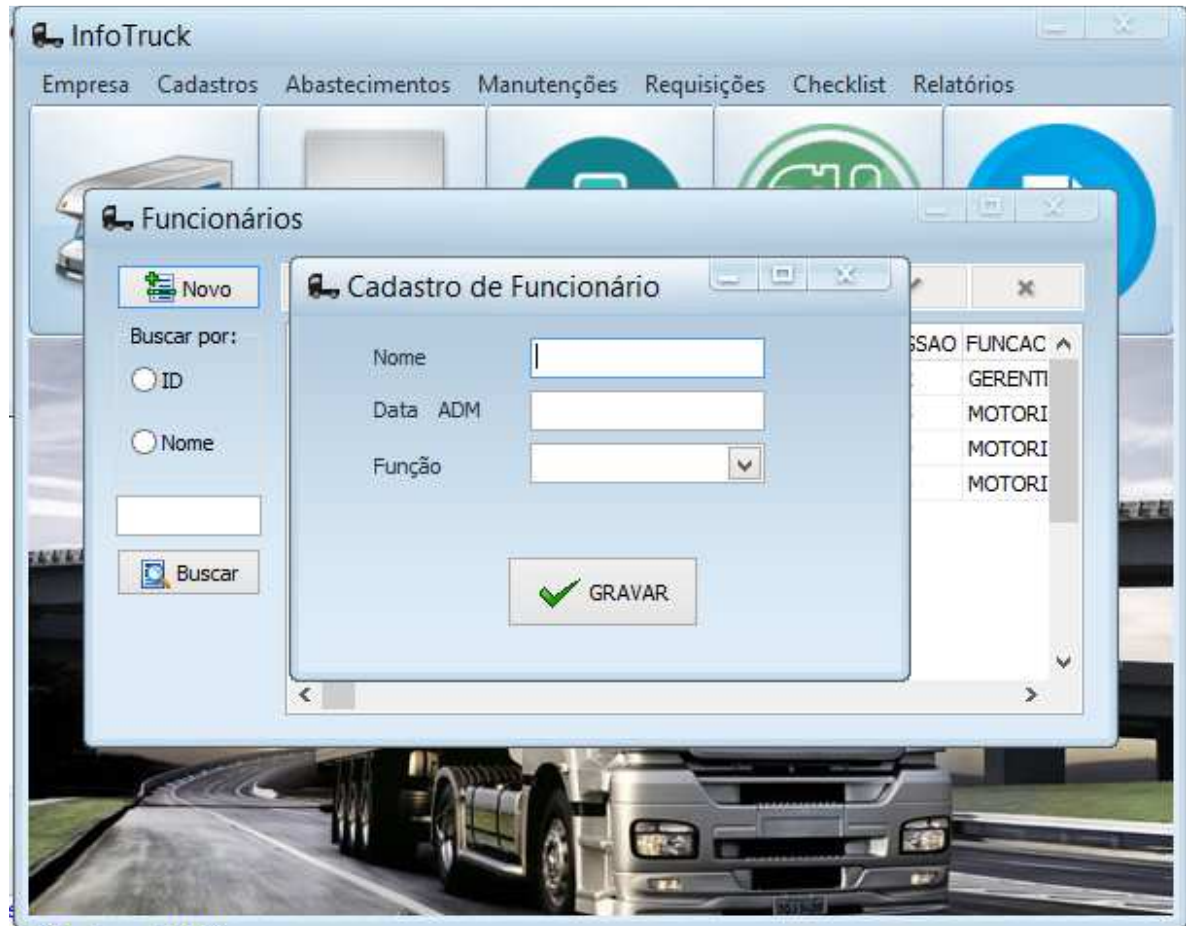 InfoTruck
Empresa Cadastros Abastecimentos Manutenções Requisições Checklist Relatórios
Funcionários
Novo
Cadastro de Funcionário
Buscar por:
ID
Nome
Buscar
Nome
Data ADM
Função
GRAVAR
SSAO FUNCAC
GERENTI
MOTORI
MOTORI
MOTORI